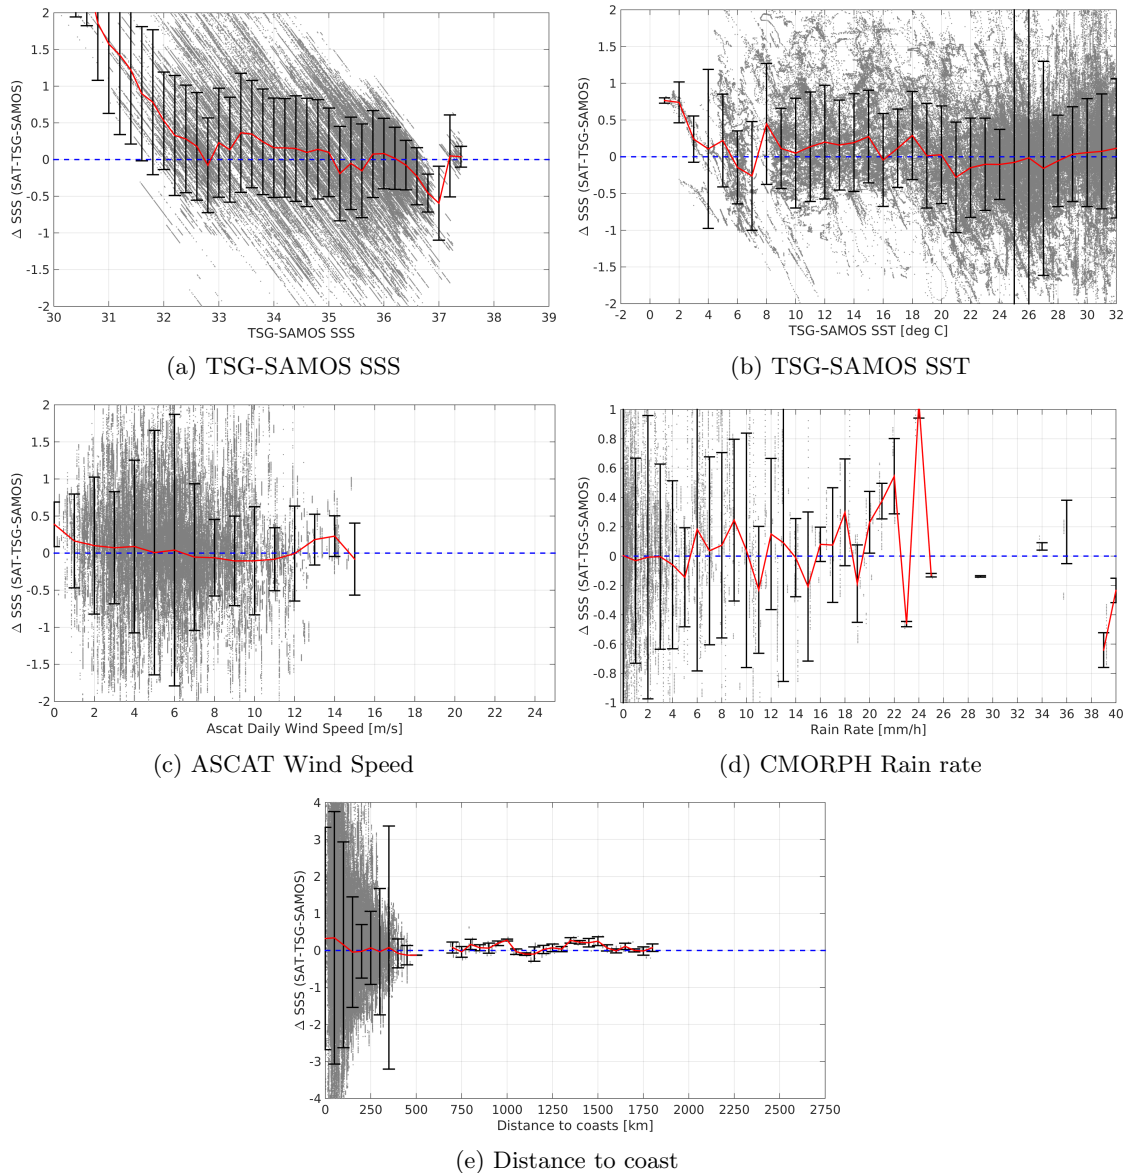 2
1.5
1
0.5
0
-0.5
-1
-1.5
-2
30 31 32 33 34 35 36 37 38 39
Δ SSS (SAT-TSG-SAMOS)
TSG-SAMOS SSS
(a) TSG-SAMOS SSS
2
1.5
1
0.5
0
-0.5
-1
-1.5
-2
-2 0 2 4 6 8 10 12 14 16 18 20 22 24 26 28 30 32
Δ SSS (SAT-TSG-SAMOS)
TSG-SAMOS SST [deg C]
(b) TSG-SAMOS SST
2
1.5
1
0.5
0
-0.5
-1
-1.5
-2
0 2 4 6 8 10 12 14 16 18 20 22 24
Δ SSS (SAT-TSG-SAMOS)
Ascat Daily Wind Speed [m/s]
(c) ASCAT Wind Speed
1
0.8
0.6
0.4
0.2
0
-0.2
-0.4
-0.6
-0.8
-1
0 2 4 6 8 10 12 14 16 18 20 22 24 26 28 30 32 34 36 38 40
Δ SSS (SAT-TSG-SAMOS)
Rain Rate [mm/h]
(d) CMORPH Rain rate
4
3
2
1
0
-1
-2
-3
-4
0 250 500 750 1000 1250 1500 1750 2000 2250 2500 2750
Δ SSS (SAT-TSG-SAMOS)
Distance to coasts [km]
(e) Distance to coast